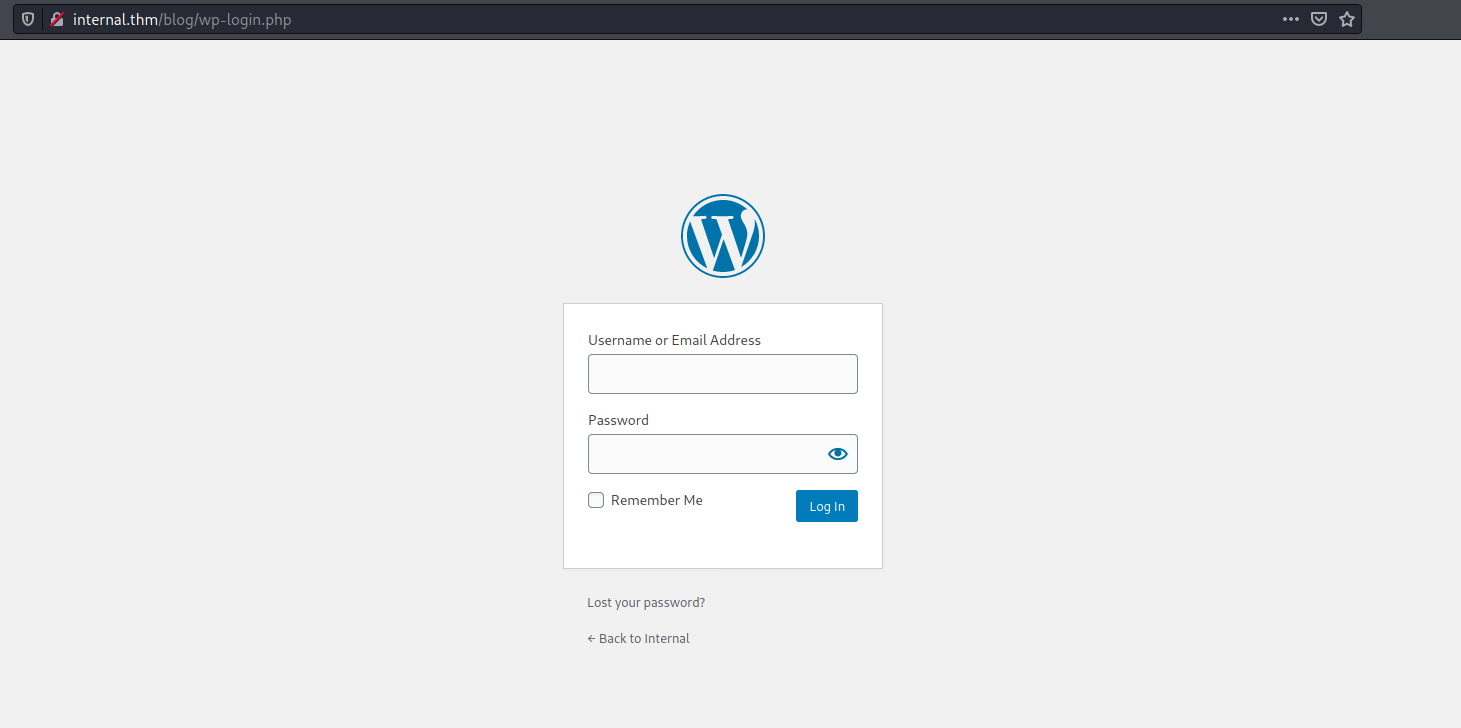 internal.thm/blog/wp-login.php
Username or Email Address
Password
Remember Me
Log In
Lost your password?
← Back to Internal